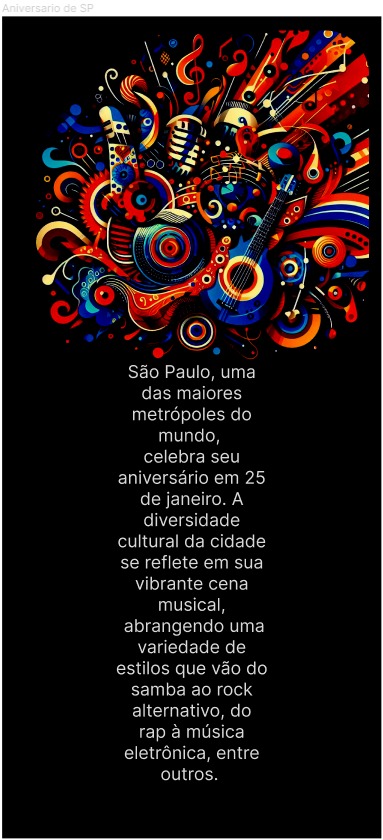 Aniversario de SP
São Paulo, uma
das maiores
metrópoles do
mundo,
celebra seu
aniversário em 25
de janeiro. A
diversidade
cultural da cidade
se reflete em sua
vibrante cena
musical,
abrangendo uma
variedade de
estilos que vão do
samba ao rock
alternativo, do
rap à música
eletrônica, entre
outros.